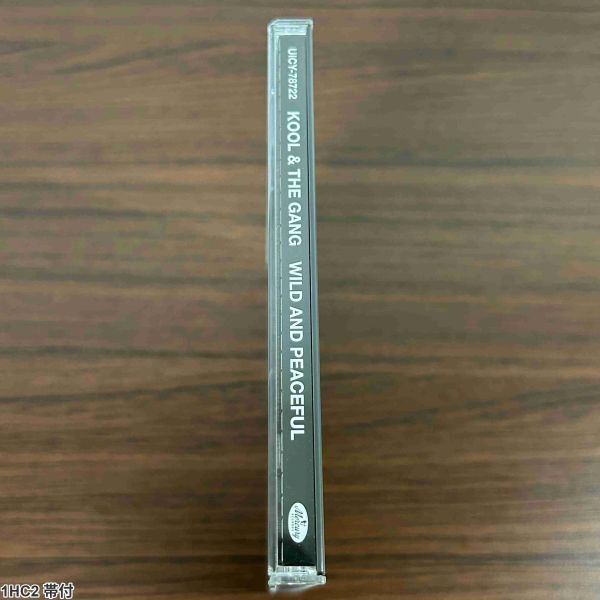 UICY-78722 KOOL & THE GANG WILD AND PEACEFUL
Mercury
1HC2 帯付